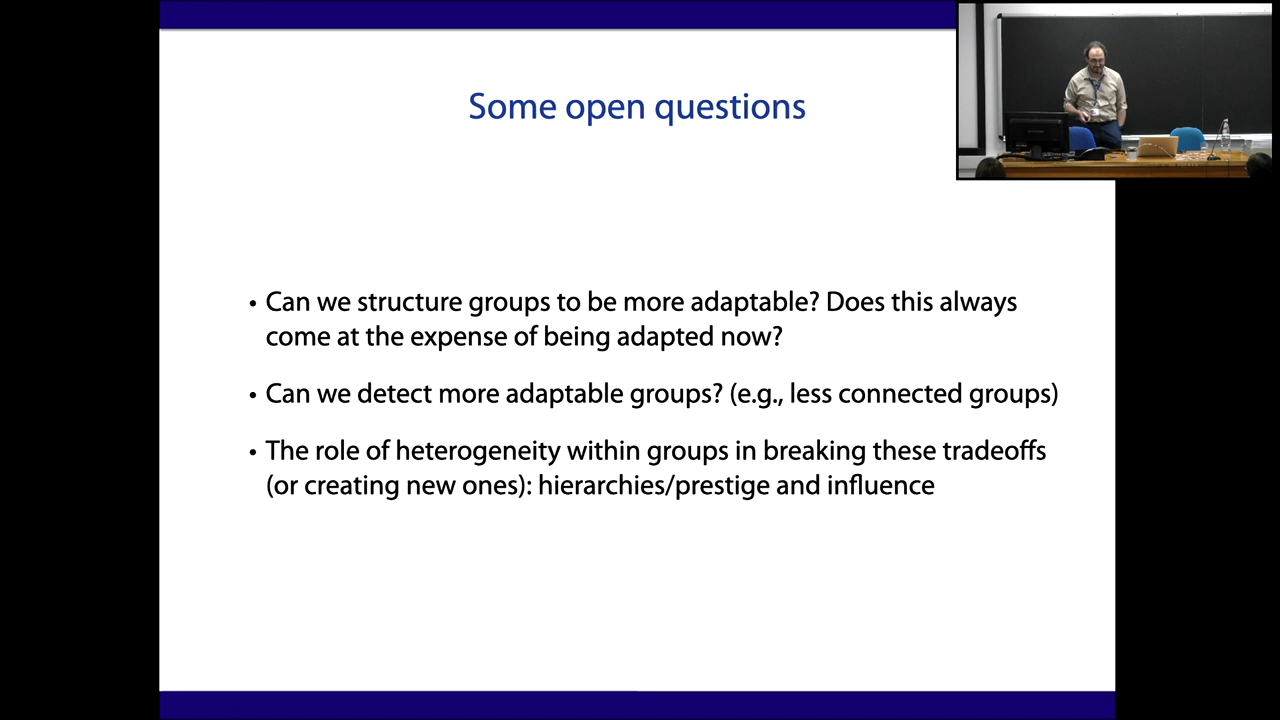 Some open questions
• Can we structure groups to be more adaptable? Does this always
come at the expense of being adapted now?
• Can we detect more adaptable groups? (e.g., less connected groups)
• The role of heterogeneity within groups in breaking these tradeoffs
(or creating new ones): hierarchies/prestige and influence